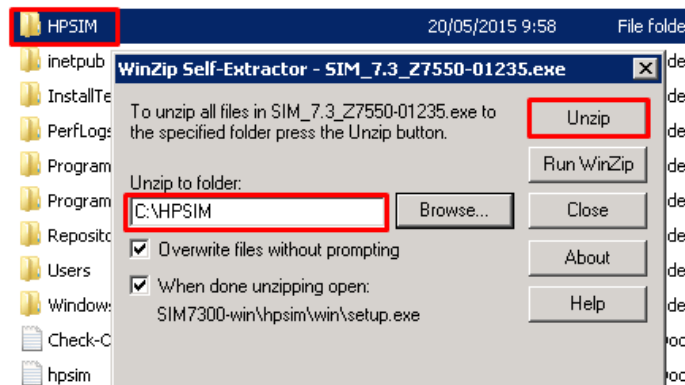 HPSIM 20/05/2015 9:58 File folde
inetpub
WinZip Self-Extractor - SIM_7.3_Z7550-01235.exe
InstallTe
To unzip all files in SIM_7.3_Z7550-01235.exe to
the specified folder press the Unzip button.
Unzip
PerfLogs
Program
Run WinZip
Unzip to folder:
Program
C:\HPSIM
Browse...
Close
Reposito
Overwrite files without prompting
About
Users
When done unzipping open:
Windows
SIM7300-win\hpsim\win\setup.exe
Help
Check-C
hpsim